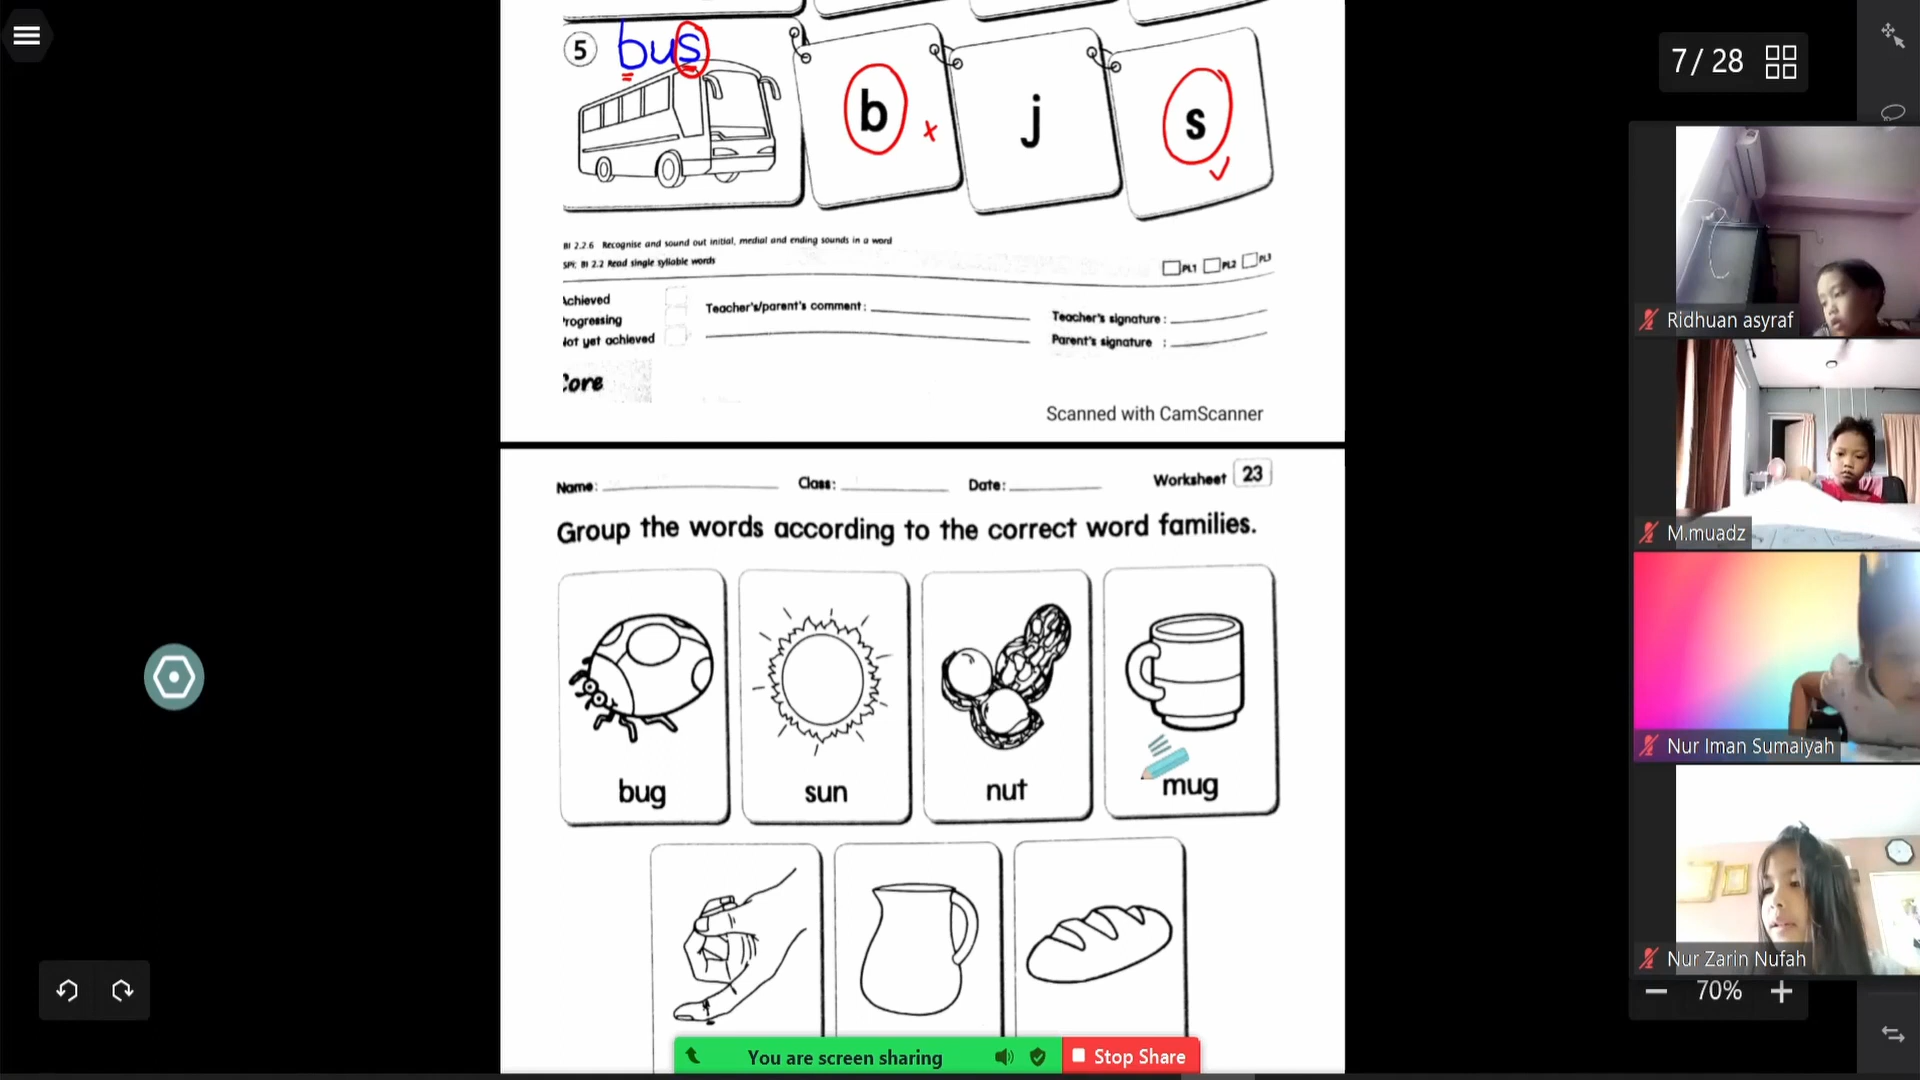 5 bus
b x j s
BI 2.2.6 Recognise and sound out initial, medial and ending sounds in a word
SPI: BI 2.2 Read single syllable words
PL1 PL2 PL3
Achieved
Progressing
Not yet achieved
Teacher's/parent's comment:
Teacher's signature:
Parent's signature :
Core
Scanned with CamScanner
Name: Class: Date: Worksheet 23
Group the words according to the correct word families.
bug sun nut mug
7 / 28
Ridhuan asyraf
M.muadz
Nur Iman Sumaiyah
Nur Zarin Nufah
70%
You are screen sharing
Stop Share